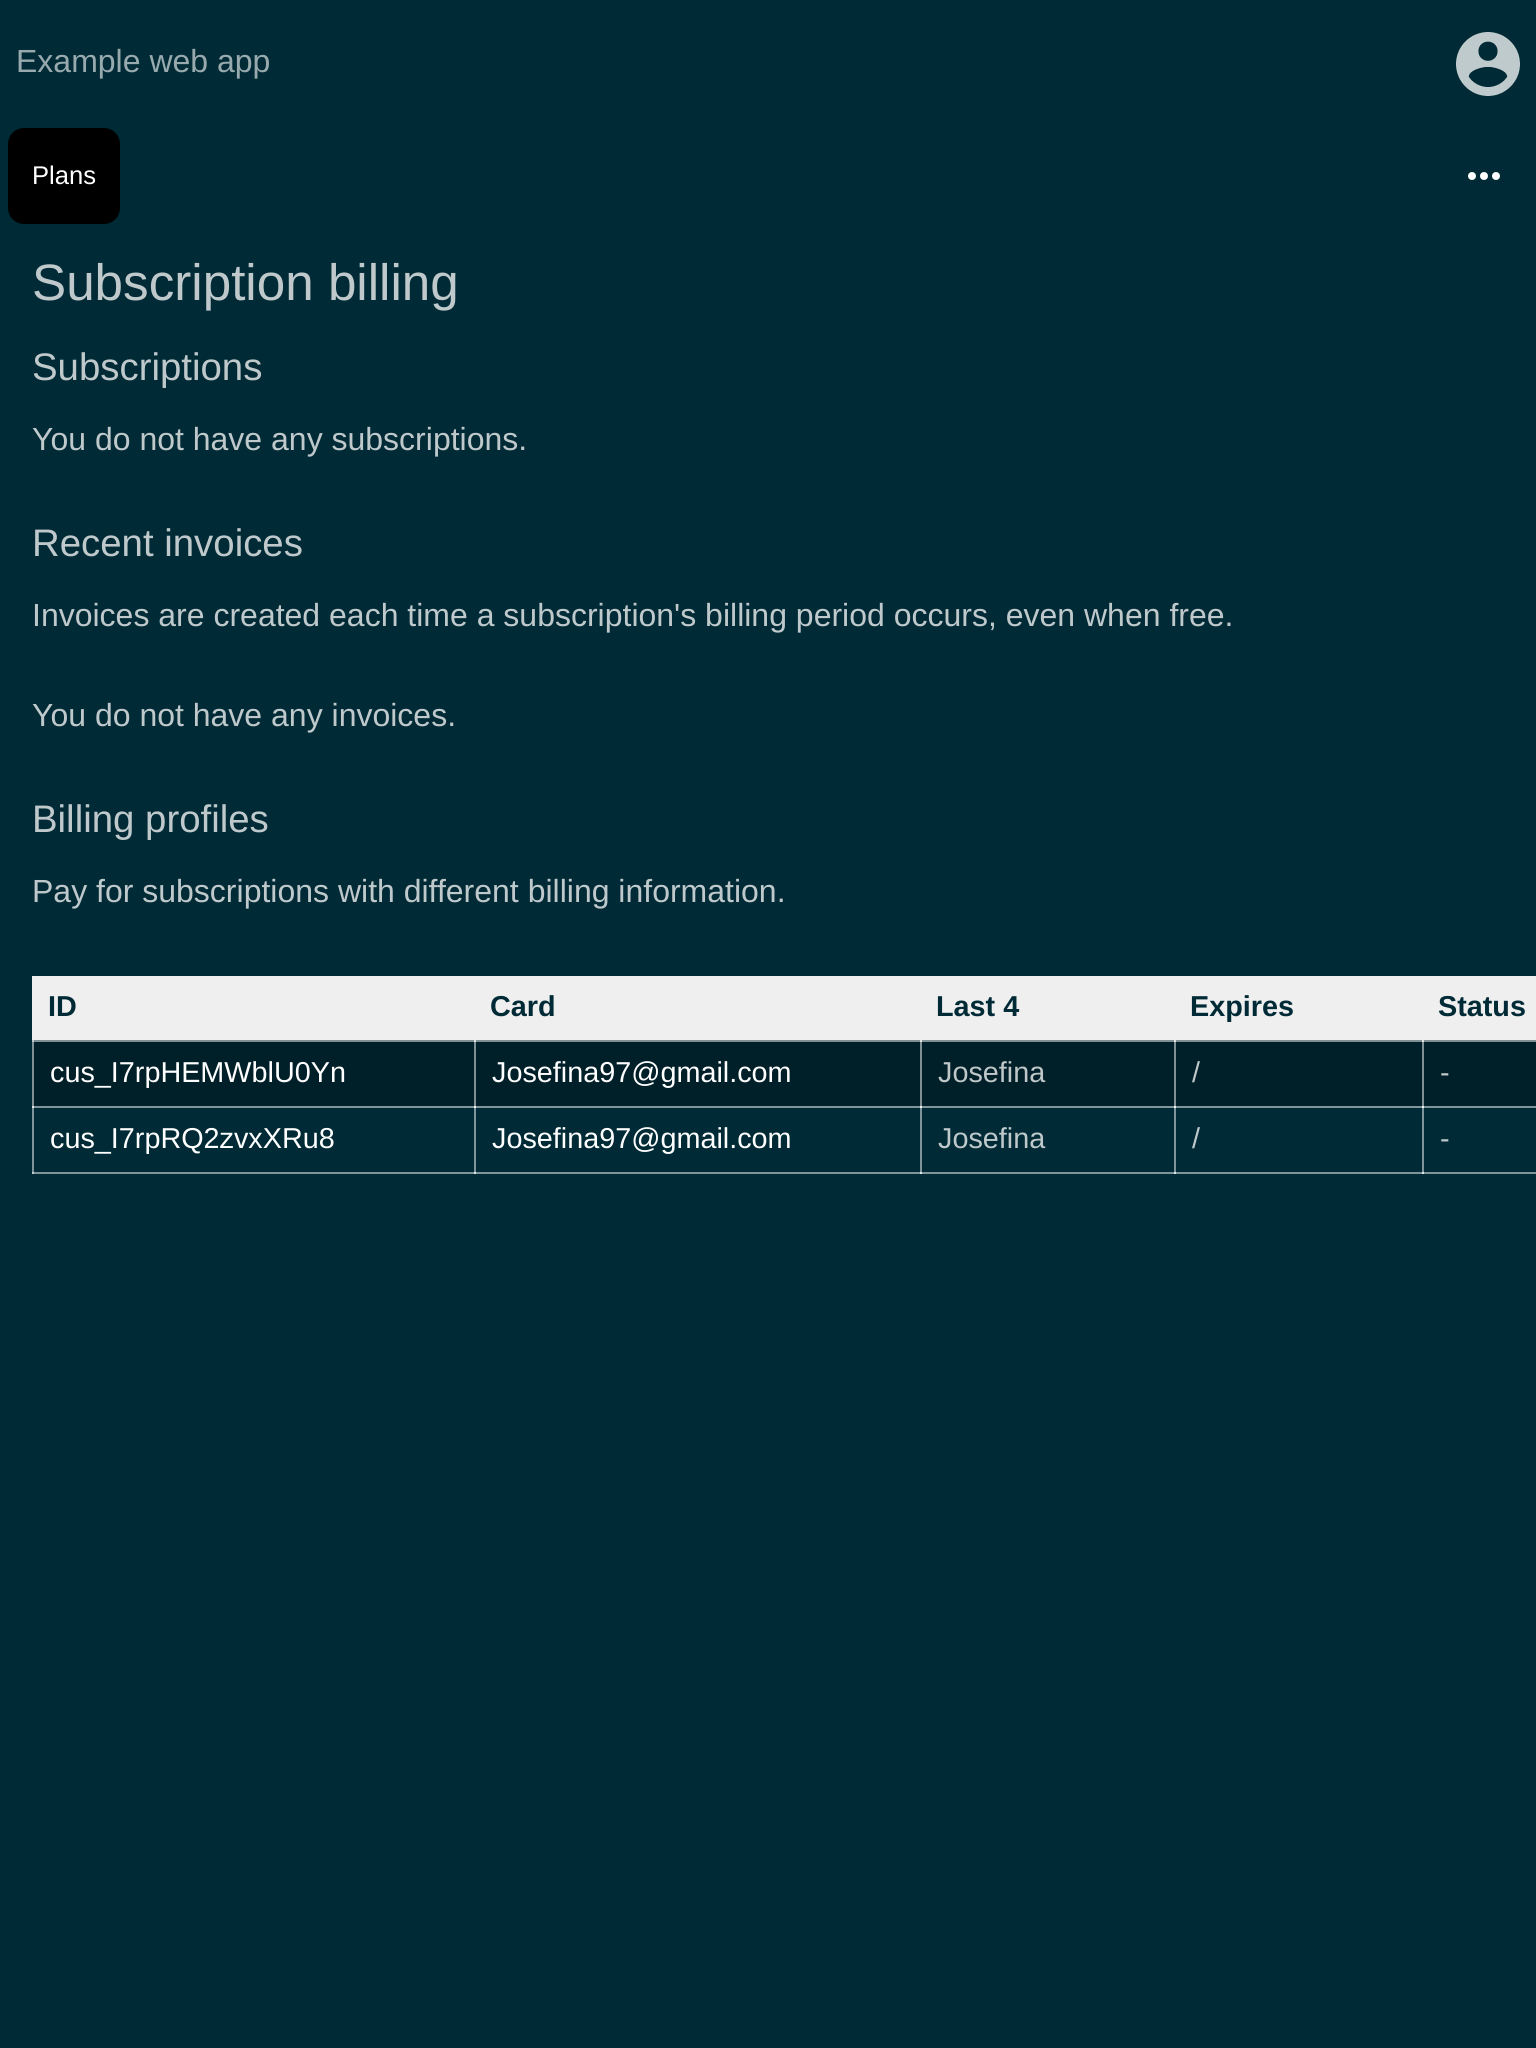 Example web app
Plans
Subscription billing
Subscriptions
You do not have any subscriptions.
Recent invoices
Invoices are created each time a subscription's billing period occurs, even when free.
You do not have any invoices.
Billing profiles
Pay for subscriptions with different billing information.
ID Card Last 4 Expires Status
cus_I7rpHEMWblU0Yn Josefina97@gmail.com Josefina / -
cus_I7rpRQ2zvxXRu8 Josefina97@gmail.com Josefina / -